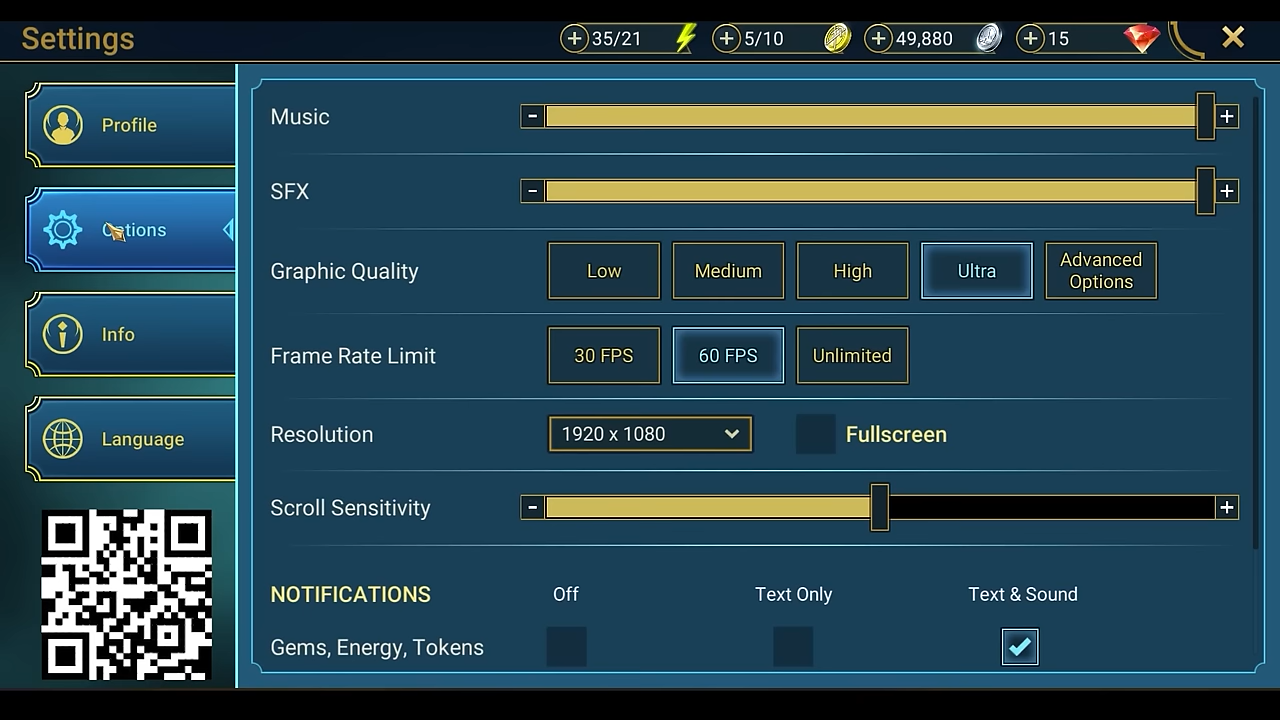 Settings
35/21
5/10
49,880
15
Profile
Options
Info
Language
Music
SFX
Graphic Quality
Low
Medium
High
Ultra
Advanced
Options
Frame Rate Limit
30 FPS
60 FPS
Unlimited
Resolution
1920 x 1080
Fullscreen
Scroll Sensitivity
NOTIFICATIONS
Off
Text Only
Text & Sound
Gems, Energy, Tokens